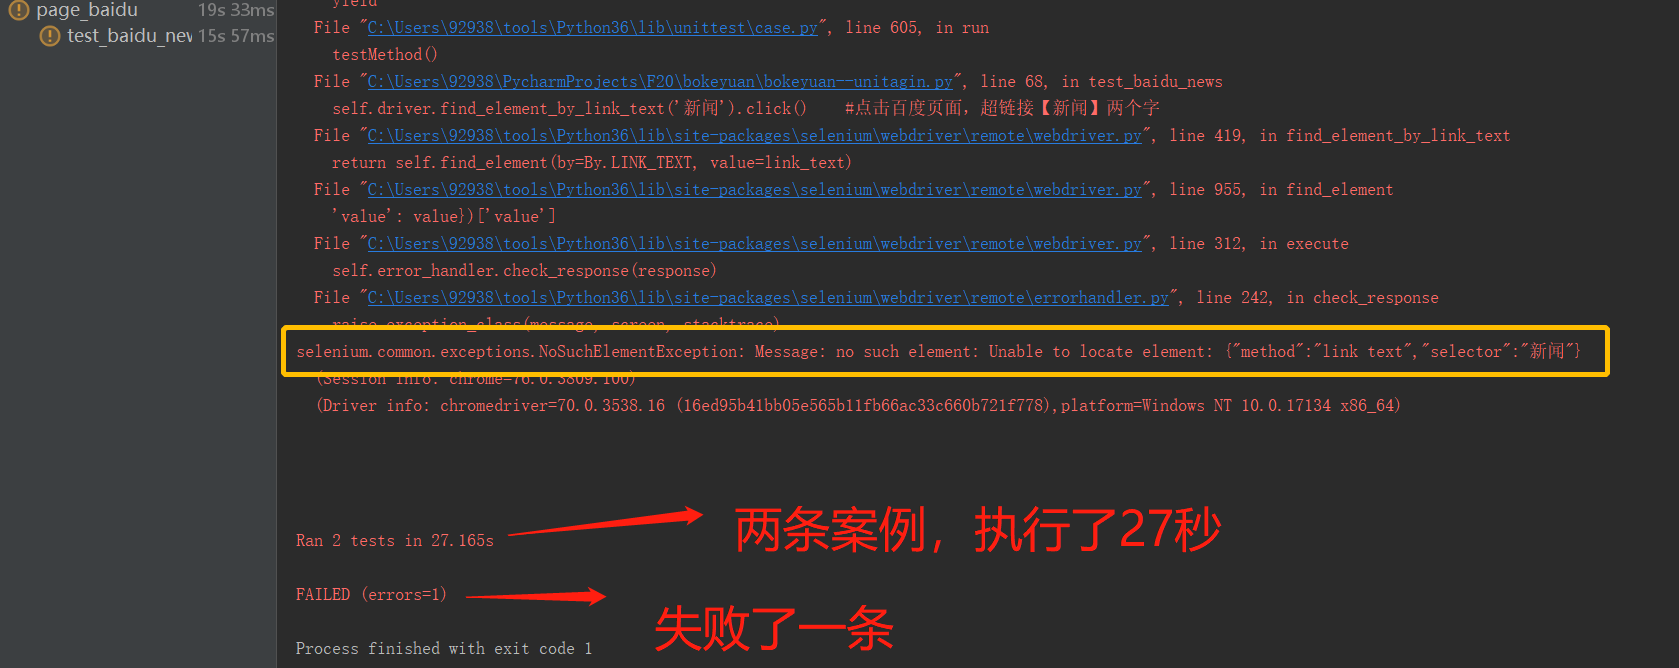 page_baidu 19s 33ms
test_baidu_nev 15s 57ms
yield
File "C:\Users\92938\tools\Python36\lib\unittest\case.py", line 605, in run
testMethod()
File "C:\Users\92938\PycharmProjects\F20\bokeyuan\bokeyuan--unitagin.py", line 68, in test_baidu_news
self.driver.find_element_by_link_text('新闻').click() #点击百度页面，超链接【新闻】两个字
File "C:\Users\92938\tools\Python36\lib\site-packages\selenium\webdriver\remote\webdriver.py", line 419, in find_element_by_link_text
return self.find_element(by=By.LINK_TEXT, value=link_text)
File "C:\Users\92938\tools\Python36\lib\site-packages\selenium\webdriver\remote\webdriver.py", line 955, in find_element
'value': value})['value']
File "C:\Users\92938\tools\Python36\lib\site-packages\selenium\webdriver\remote\webdriver.py", line 312, in execute
self.error_handler.check_response(response)
File "C:\Users\92938\tools\Python36\lib\site-packages\selenium\webdriver\remote\errorhandler.py", line 242, in check_response
raise exception_class(message, screen, stacktrace)
selenium.common.exceptions.NoSuchElementException: Message: no such element: Unable to locate element: {"method":"link text","selector":"新闻"}
(Session info: chrome=76.0.3809.100)
(Driver info: chromedriver=70.0.3538.16 (16ed95b41bb05e565b11fb66ac33c660b721f778),platform=Windows NT 10.0.17134 x86_64)
两条案例，执行了27秒
Ran 2 tests in 27.165s
FAILED (errors=1)
失败了一条
Process finished with exit code 1